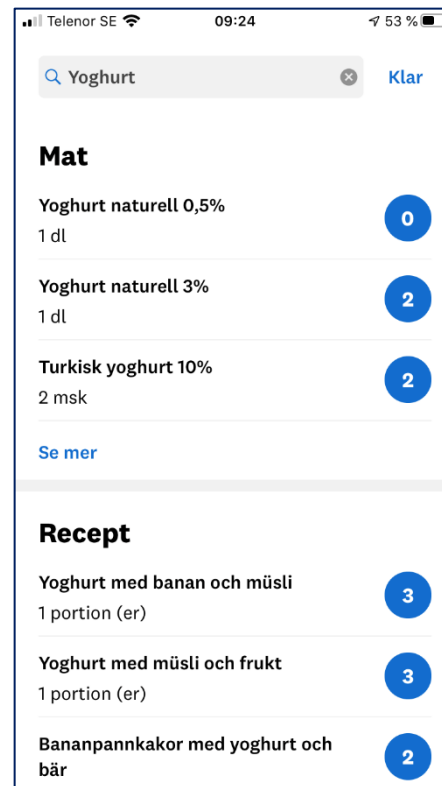 Telenor SE 09:24 53 %
Yoghurt Klar
Mat
Yoghurt naturell 0,5%
1 dl
0
Yoghurt naturell 3%
1 dl
2
Turkisk yoghurt 10%
2 msk
2
Se mer
Recept
Yoghurt med banan och müsli
1 portion (er)
3
Yoghurt med müsli och frukt
1 portion (er)
3
Bananpannkakor med yoghurt och
bär
2